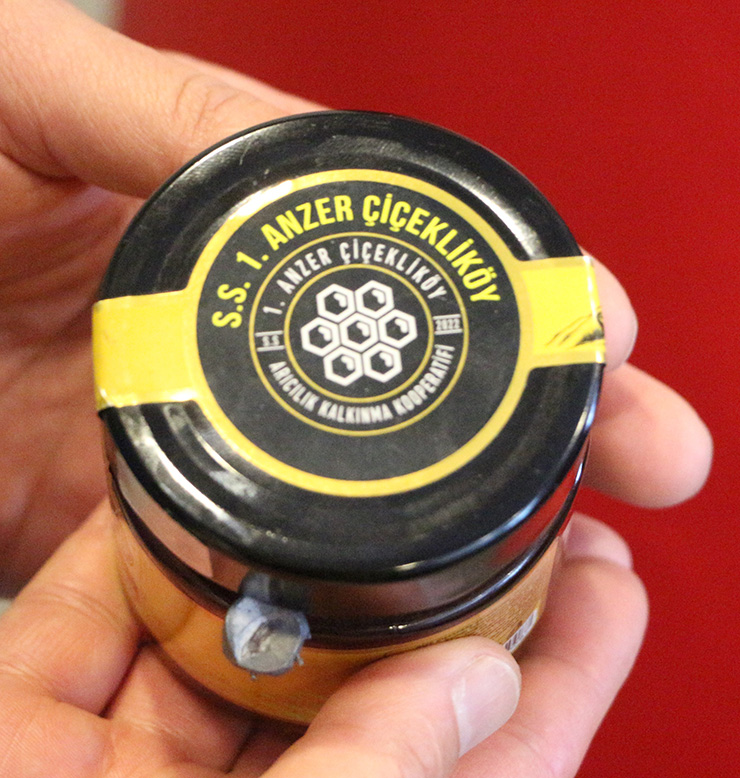 S.S. 1. ANZER ÇİÇEKLİKÖY
1. ANZER ÇİÇEKLİKÖY
S.S
2022
ARICILIK KALKINMA KOOPERATİFİ